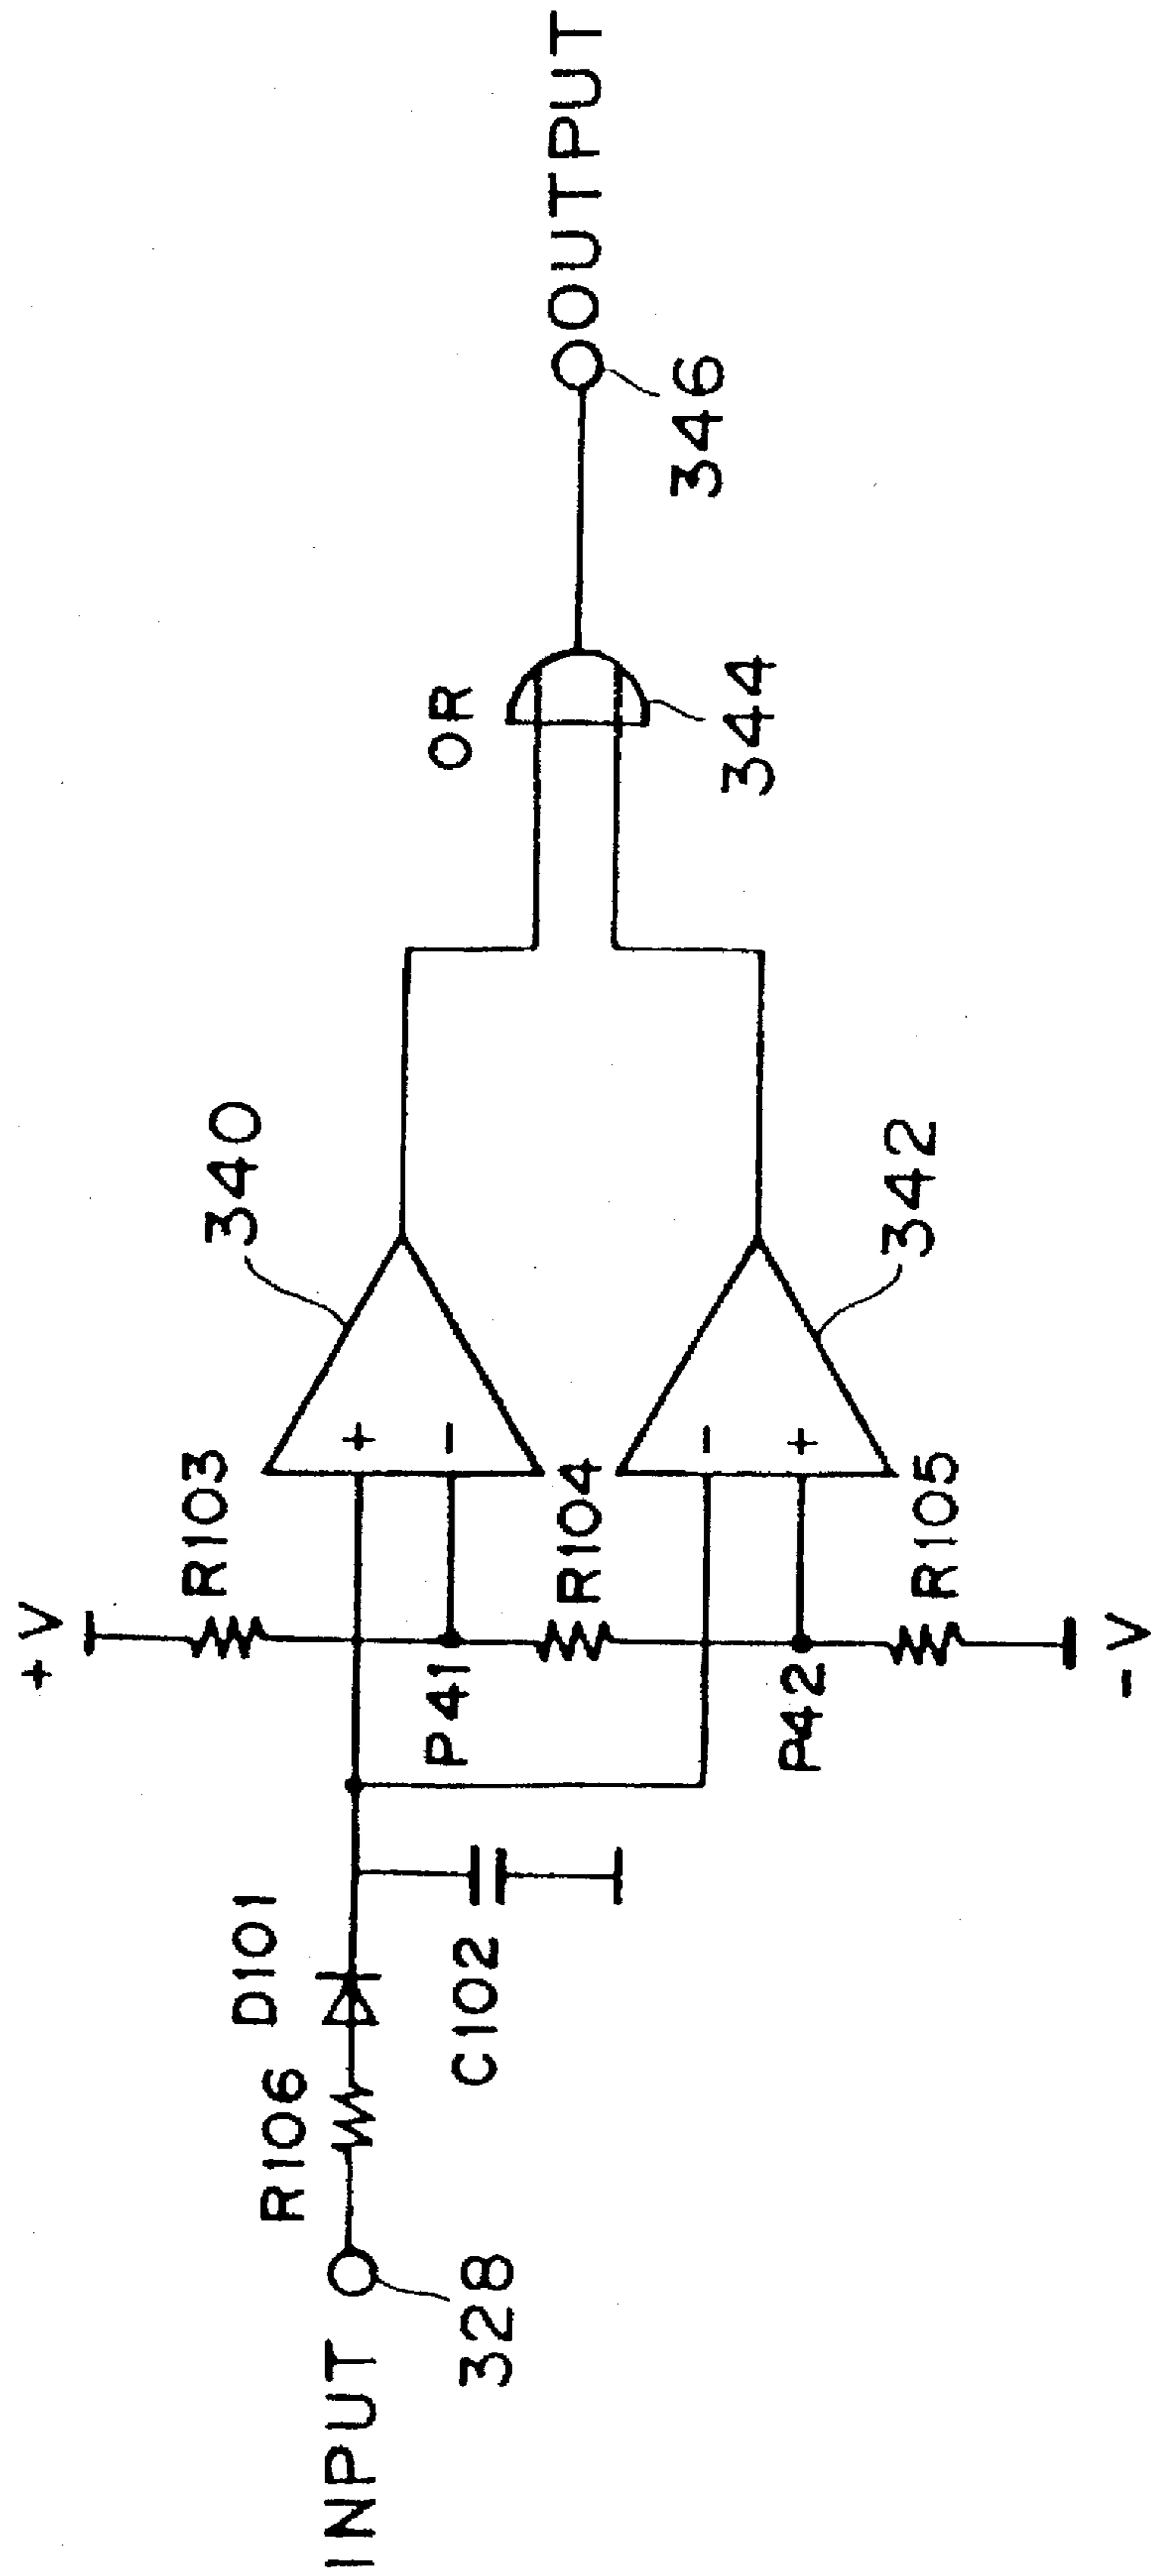 INPUT
328
R106
D101
C102
+V
R103
P41
R104
P42
R105
-V
+
-
340
-
+
342
OR
344
346
OUTPUT